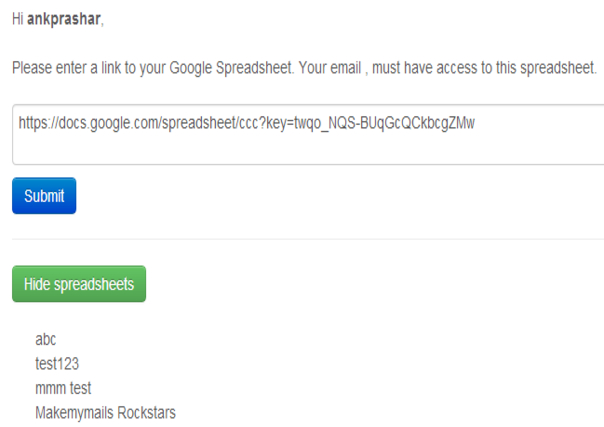 Hi ankprashar,
Please enter a link to your Google Spreadsheet. Your email , must have access to this spreadsheet.
https://docs.google.com/spreadsheet/ccc?key=twqo_NQS-BUqGcQCkbcgZMw
Submit
Hide spreadsheets
abc
test123
mmm test
Makemymails Rockstars